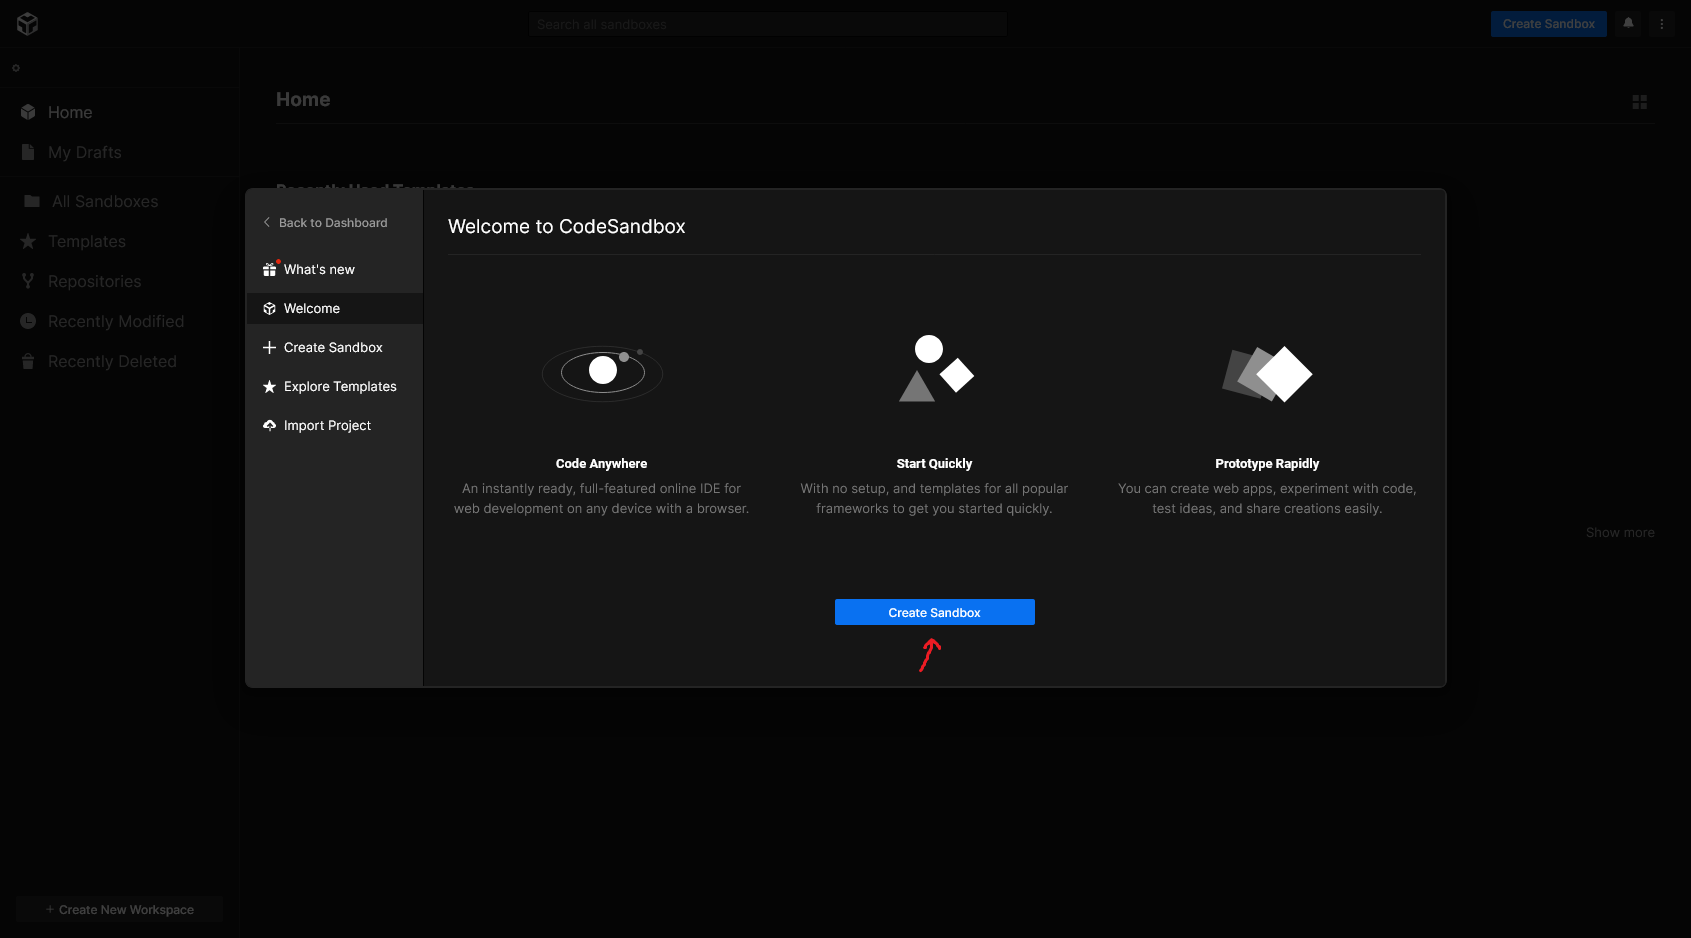 Search all sandboxes
Create Sandbox
Home
My Drafts
All Sandboxes
Templates
Repositories
Recently Modified
Recently Deleted
+ Create New Workspace
Home
Recently Used Templates
Show more
Back to Dashboard
What's new
Welcome
Create Sandbox
Explore Templates
Import Project
Welcome to CodeSandbox
Code Anywhere
An instantly ready, full-featured online IDE for
web development on any device with a browser.
Start Quickly
With no setup, and templates for all popular
frameworks to get you started quickly.
Prototype Rapidly
You can create web apps, experiment with code,
test ideas, and share creations easily.
Create Sandbox